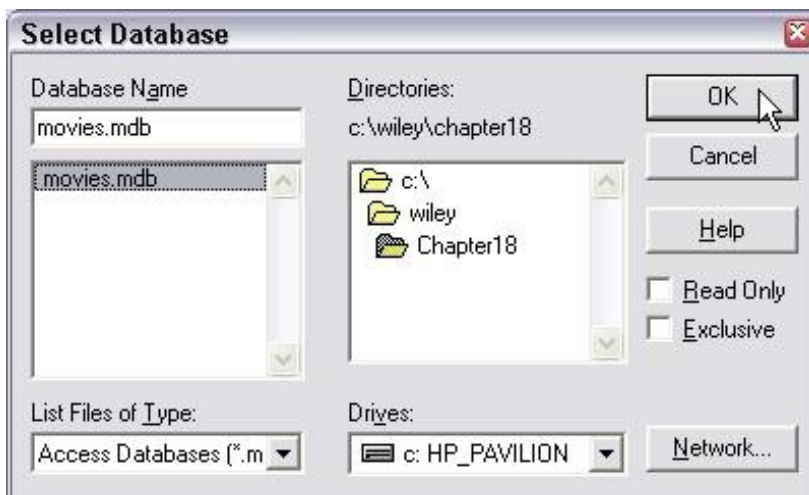 Select Database
Database Name
movies.mdb
movies.mdb
List Files of Type:
Access Databases (*.m
Directories:
c:\wiley\chapter18
c:\
wiley
Chapter18
Drives:
c: HP_PAVILION
OK
Cancel
Help
Read Only
Exclusive
Network...